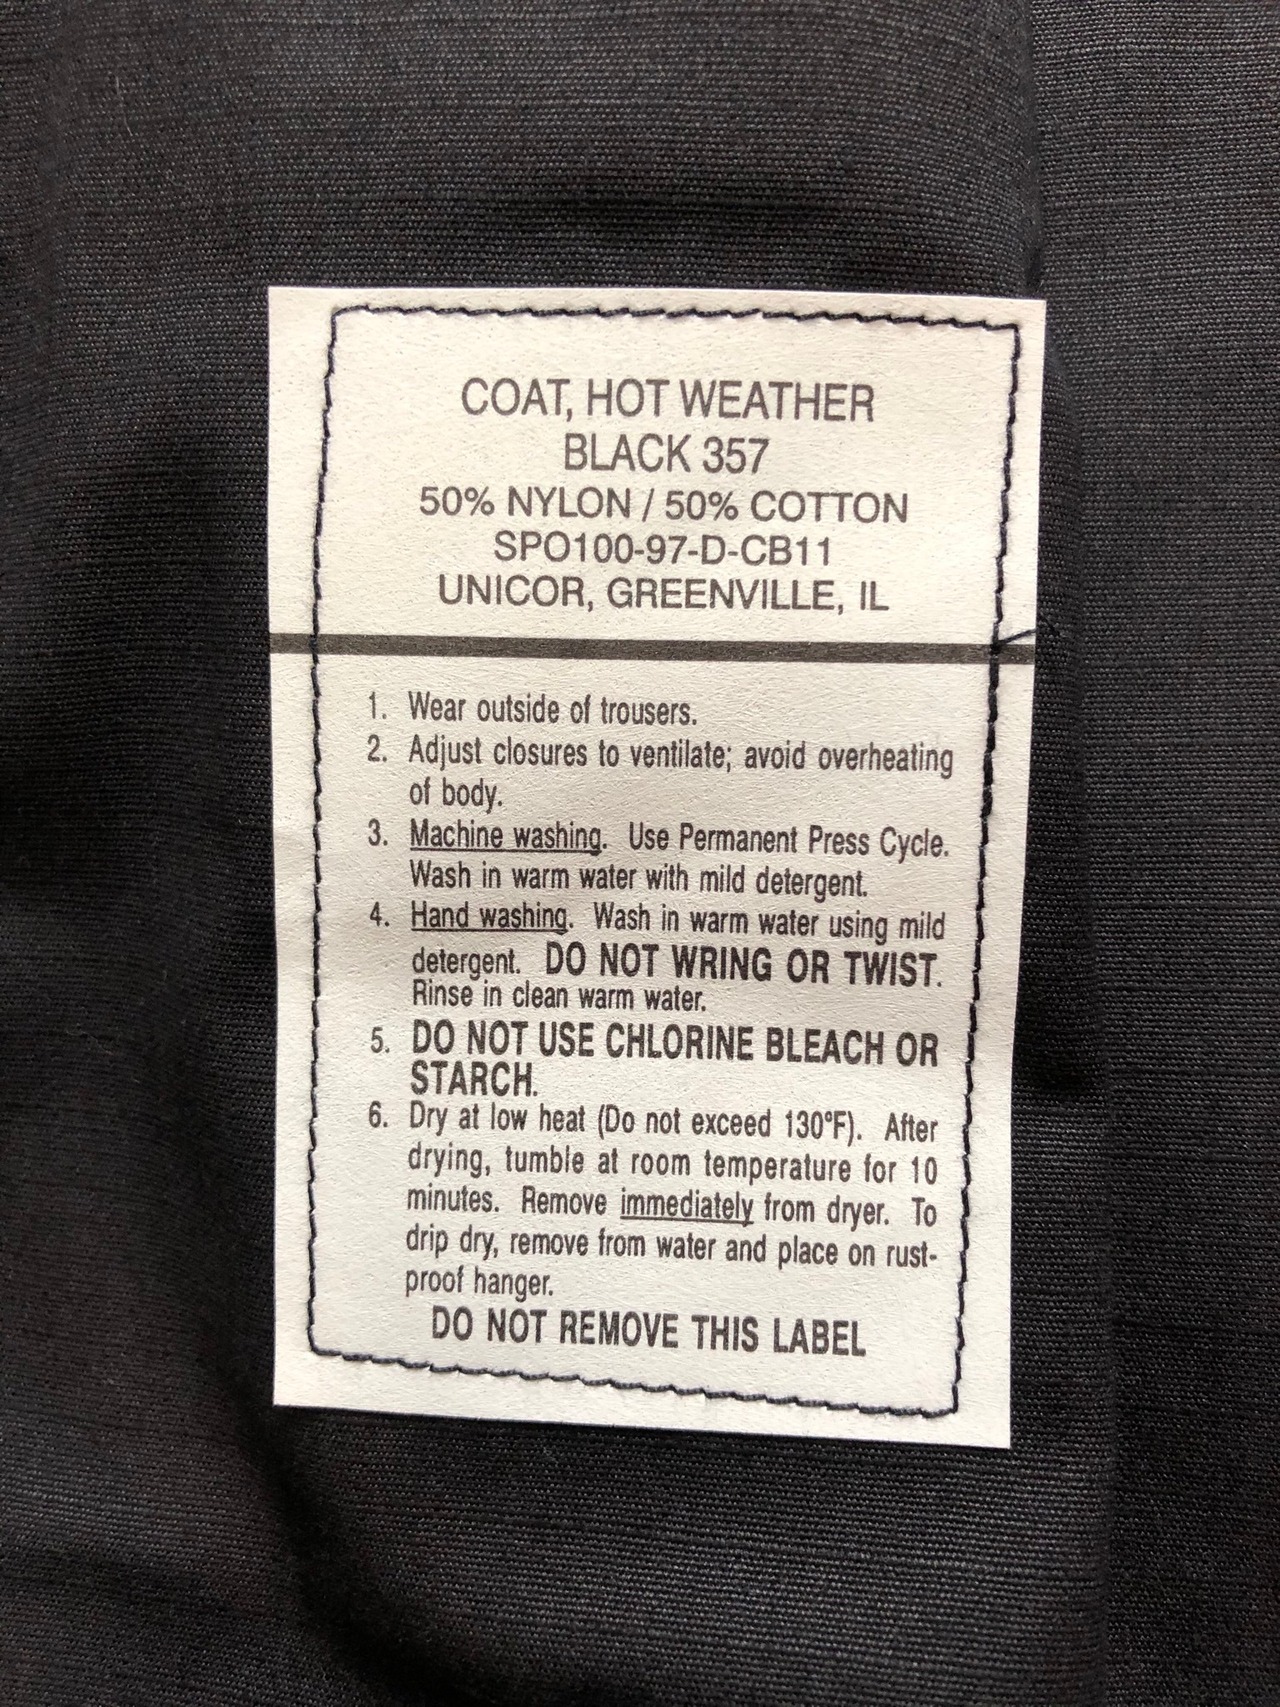 COAT, HOT WEATHER
BLACK 357
50% NYLON / 50% COTTON
SPO100-97-D-CB11
UNICOR, GREENVILLE, IL
1. Wear outside of trousers.
2. Adjust closures to ventilate; avoid overheating
of body.
3. Machine washing. Use Permanent Press Cycle.
Wash in warm water with mild detergent.
4. Hand washing. Wash in warm water using mild
detergent. DO NOT WRING OR TWIST.
Rinse in clean warm water.
5. DO NOT USE CHLORINE BLEACH OR
STARCH.
6. Dry at low heat (Do not exceed 130°F). After
drying, tumble at room temperature for 10
minutes. Remove immediately from dryer. To
drip dry, remove from water and place on rust-
proof hanger.
DO NOT REMOVE THIS LABEL